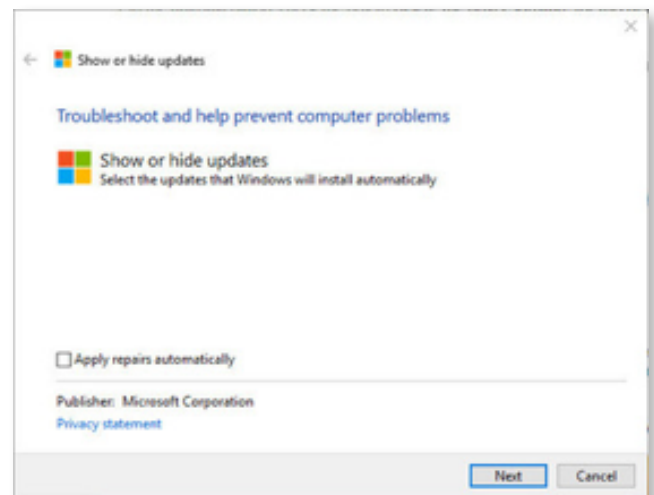 Show or hide updates
Troubleshoot and help prevent computer problems
Show or hide updates
Select the updates that Windows will install automatically
Apply repairs automatically
Publisher: Microsoft Corporation
Privacy statement
Next Cancel